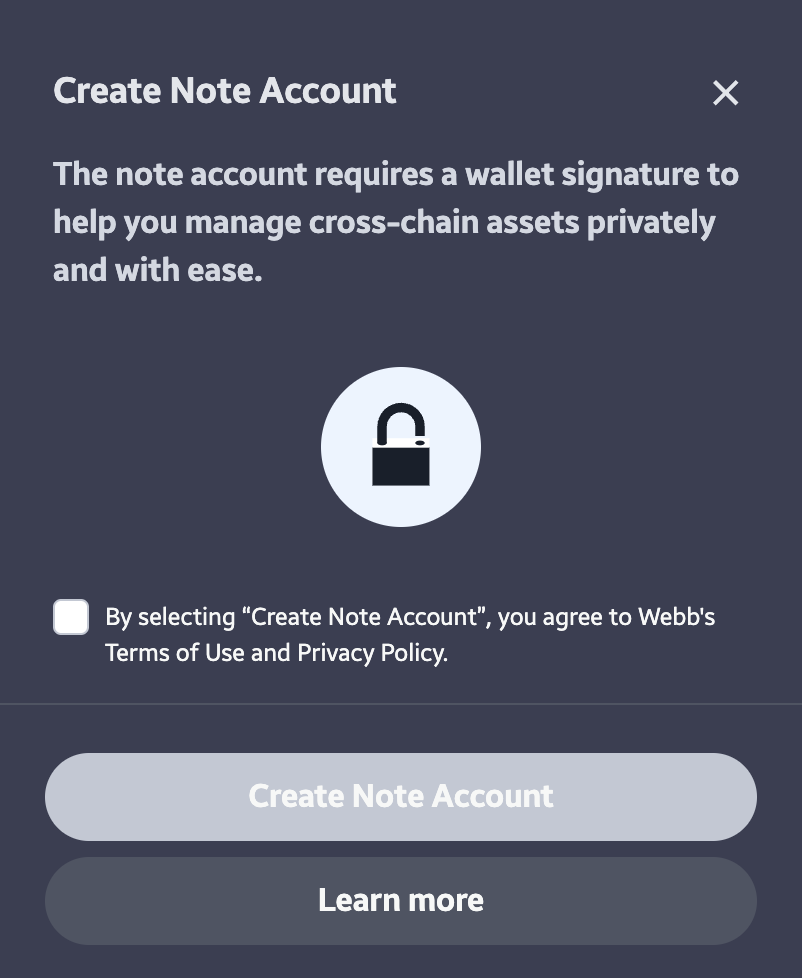 Create Note Account
The note account requires a wallet signature to
help you manage cross-chain assets privately
and with ease.
By selecting “Create Note Account”, you agree to Webb's
Terms of Use and Privacy Policy.
Create Note Account
Learn more